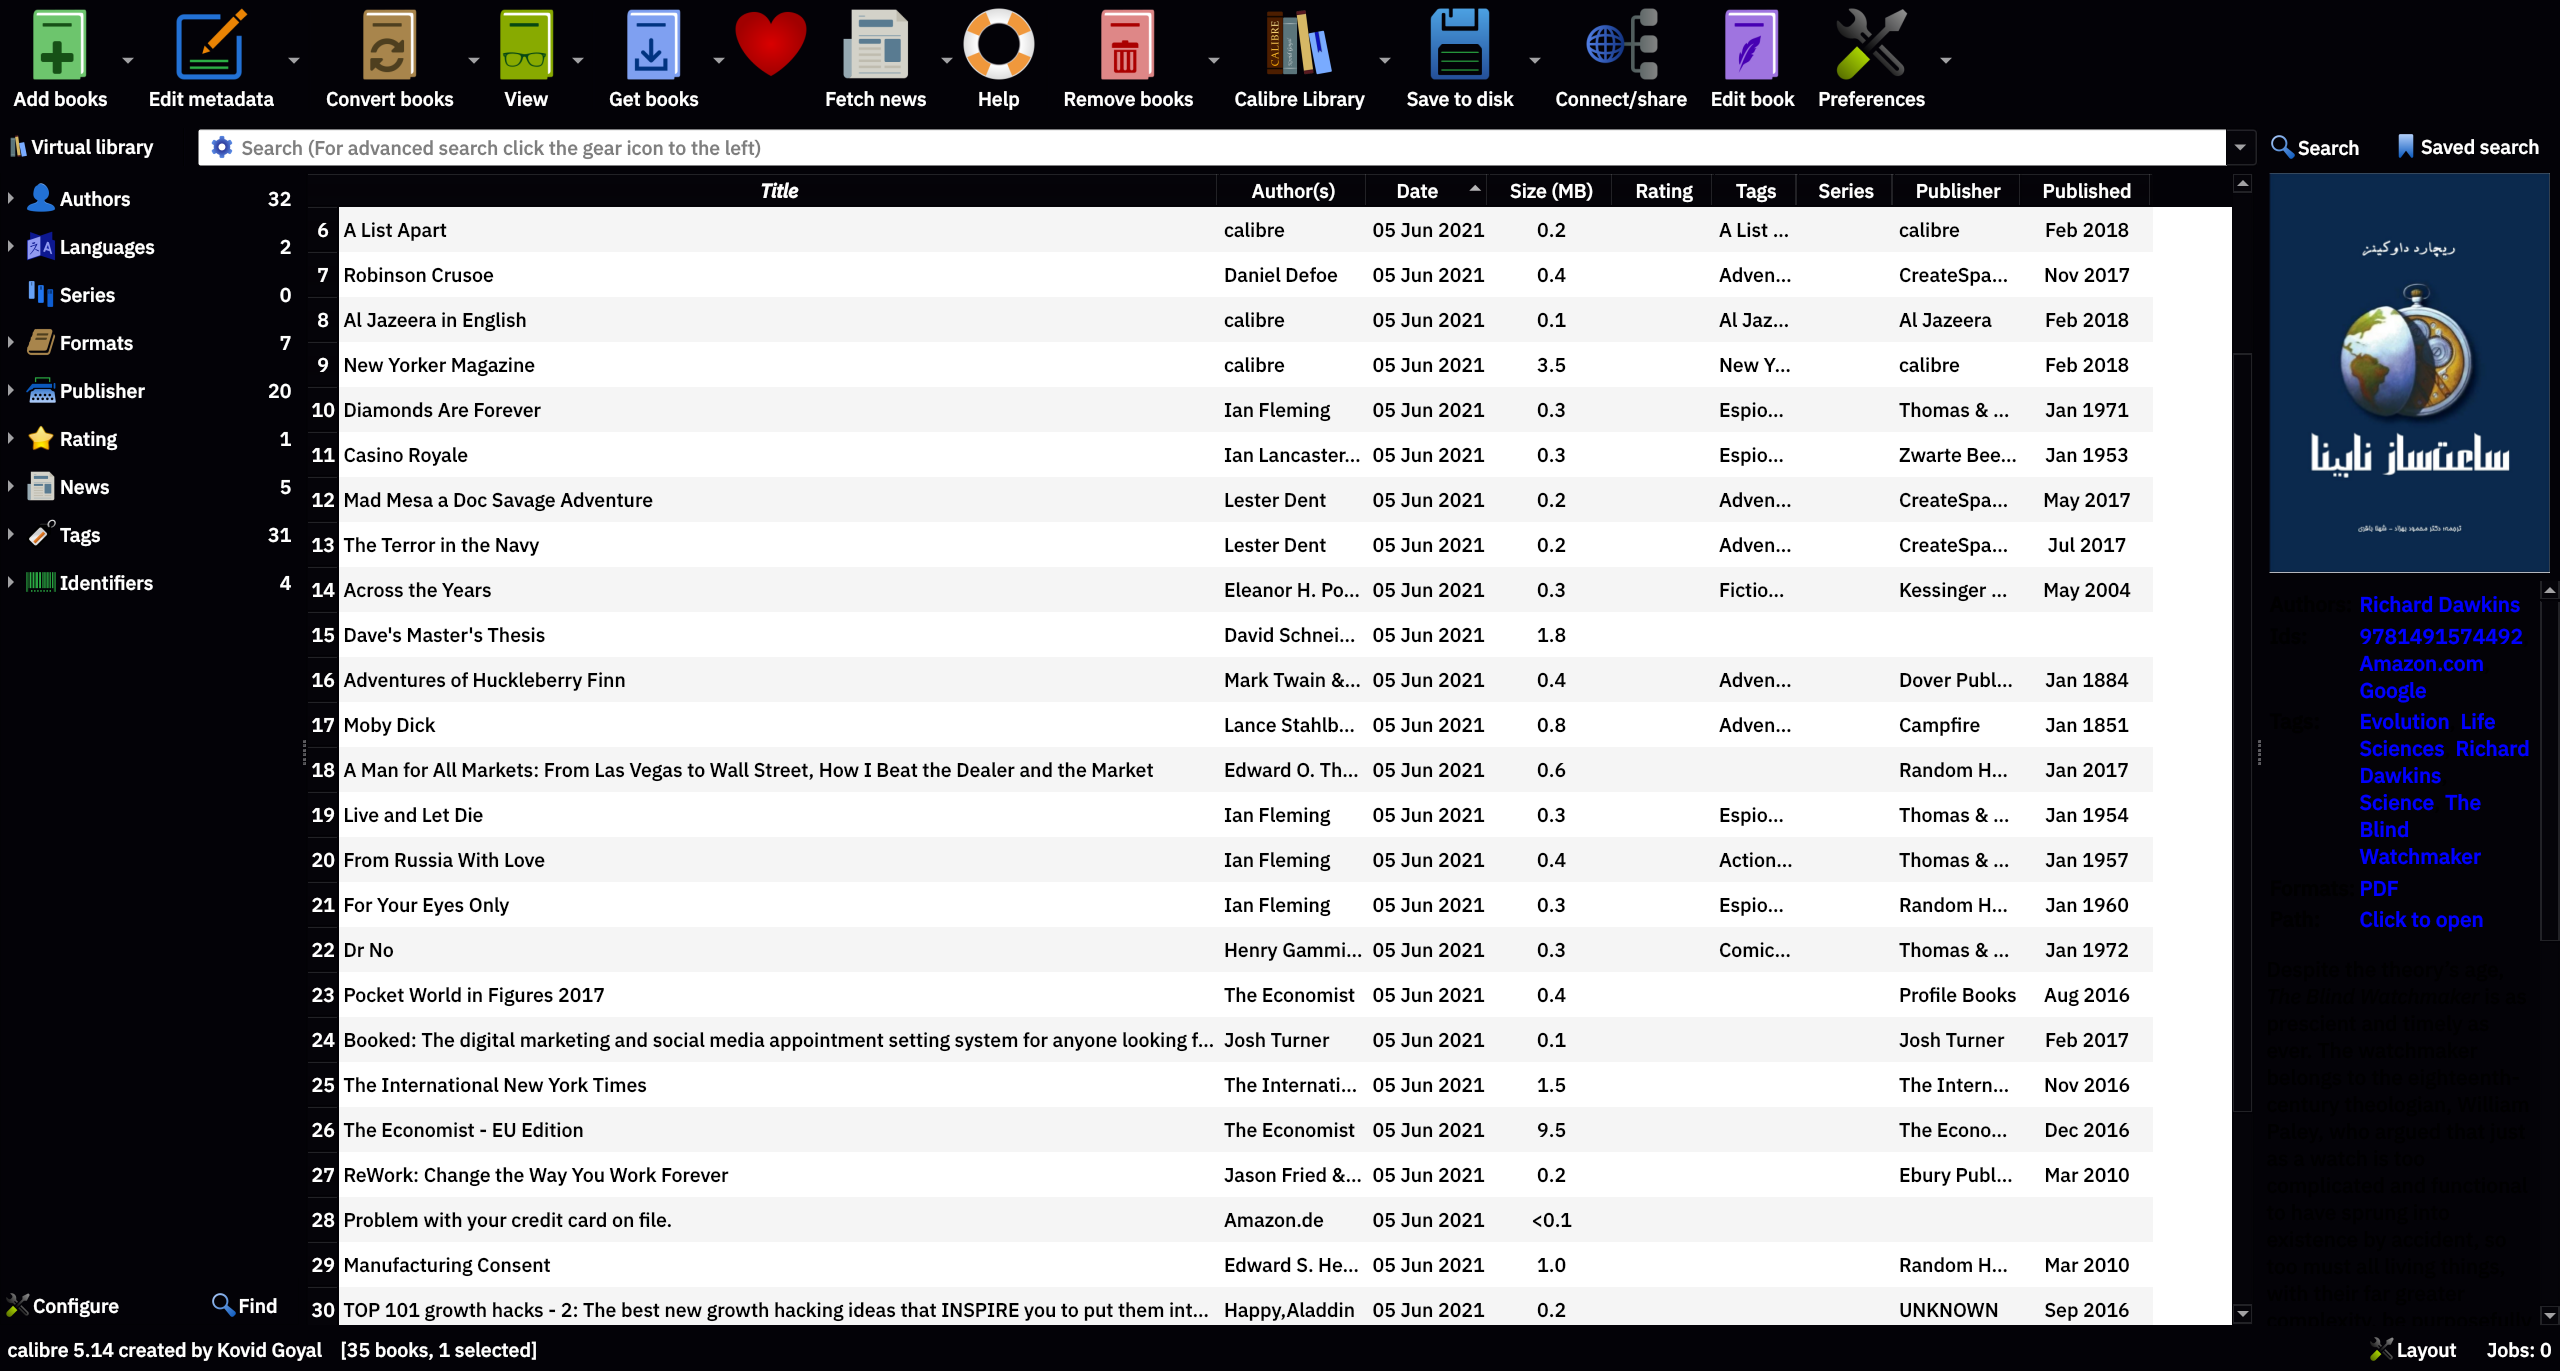 Add books
Edit metadata
Convert books
View
Get books
Fetch news
Help
Remove books
CALIBRE
Calibre Library
Save to disk
Connect/share
Edit book
Preferences
Virtual library
Search (For advanced search click the gear icon to the left)
Search
Saved search
Authors 32
Languages 2
Series 0
Formats 7
Publisher 20
Rating 1
News 5
Tags 31
Identifiers 4
Configure
Find
Title Author(s) Date Size (MB) Rating Tags Series Publisher Published
6 A List Apart calibre 05 Jun 2021 0.2 A List ... calibre Feb 2018
7 Robinson Crusoe Daniel Defoe 05 Jun 2021 0.4 Adven... CreateSpa... Nov 2017
8 Al Jazeera in English calibre 05 Jun 2021 0.1 Al Jaz... Al Jazeera Feb 2018
9 New Yorker Magazine calibre 05 Jun 2021 3.5 New Y... calibre Feb 2018
10 Diamonds Are Forever Ian Fleming 05 Jun 2021 0.3 Espio... Thomas & ... Jan 1971
11 Casino Royale Ian Lancaster... 05 Jun 2021 0.3 Espio... Zwarte Bee... Jan 1953
12 Mad Mesa a Doc Savage Adventure Lester Dent 05 Jun 2021 0.2 Adven... CreateSpa... May 2017
13 The Terror in the Navy Lester Dent 05 Jun 2021 0.2 Adven... CreateSpa... Jul 2017
14 Across the Years Eleanor H. Po... 05 Jun 2021 0.3 Fictio... Kessinger ... May 2004
15 Dave's Master's Thesis David Schnei... 05 Jun 2021 1.8
16 Adventures of Huckleberry Finn Mark Twain &... 05 Jun 2021 0.4 Adven... Dover Publ... Jan 1884
17 Moby Dick Lance Stahlb... 05 Jun 2021 0.8 Adven... Campfire Jan 1851
18 A Man for All Markets: From Las Vegas to Wall Street, How I Beat the Dealer and the Market Edward O. Th... 05 Jun 2021 0.6 Random H... Jan 2017
19 Live and Let Die Ian Fleming 05 Jun 2021 0.3 Espio... Thomas & ... Jan 1954
20 From Russia With Love Ian Fleming 05 Jun 2021 0.4 Action... Thomas & ... Jan 1957
21 For Your Eyes Only Ian Fleming 05 Jun 2021 0.3 Espio... Random H... Jan 1960
22 Dr No Henry Gammi... 05 Jun 2021 0.3 Comic... Thomas & ... Jan 1972
23 Pocket World in Figures 2017 The Economist 05 Jun 2021 0.4 Profile Books Aug 2016
24 Booked: The digital marketing and social media appointment setting system for anyone looking f... Josh Turner 05 Jun 2021 0.1 Josh Turner Feb 2017
25 The International New York Times The Internati... 05 Jun 2021 1.5 The Intern... Nov 2016
26 The Economist - EU Edition The Economist 05 Jun 2021 9.5 The Econo... Dec 2016
27 ReWork: Change the Way You Work Forever Jason Fried &... 05 Jun 2021 0.2 Ebury Publ... Mar 2010
28 Problem with your credit card on file. Amazon.de 05 Jun 2021 <0.1
29 Manufacturing Consent Edward S. He... 05 Jun 2021 1.0 Random H... Mar 2010
30 TOP 101 growth hacks - 2: The best new growth hacking ideas that INSPIRE you to put them int... Happy,Aladdin 05 Jun 2021 0.2 UNKNOWN Sep 2016
ریچارد داوکینز
ساعت‌ساز نابینا
ترجمه: دکتر محمود بهزاد – شهلا باقری
Authors: Richard Dawkins
Ids: 9781491574492
Amazon.com
Google
Tags: Evolution Life
Sciences Richard
Dawkins
Science The
Blind
Watchmaker
Formats: PDF
Path: Click to open
calibre 5.14 created by Kovid Goyal [35 books, 1 selected]
Layout
Jobs: 0